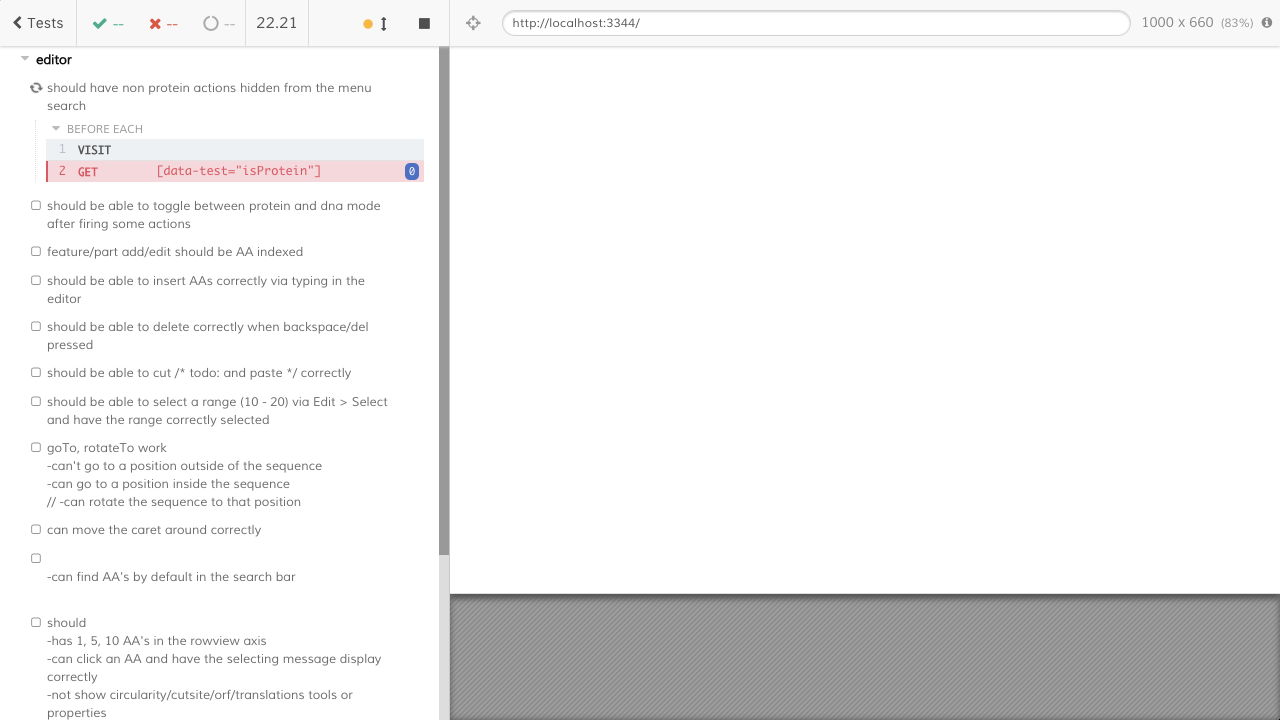 Tests -- -- -- 22.21
http://localhost:3344/ 1000 x 660 (83%)
editor
should have non protein actions hidden from the menu
search
BEFORE EACH
1 VISIT
2 GET [data-test="isProtein"] 0
should be able to toggle between protein and dna mode
after firing some actions
feature/part add/edit should be AA indexed
should be able to insert AAs correctly via typing in the
editor
should be able to delete correctly when backspace/del
pressed
should be able to cut /* todo: and paste */ correctly
should be able to select a range (10 - 20) via Edit > Select
and have the range correctly selected
goTo, rotateTo work
-can't go to a position outside of the sequence
-can go to a position inside the sequence
// -can rotate the sequence to that position
can move the caret around correctly
-can find AA's by default in the search bar
should
-has 1, 5, 10 AA's in the rowview axis
-can click an AA and have the selecting message display
correctly
-not show circularity/cutsite/orf/translations tools or
properties